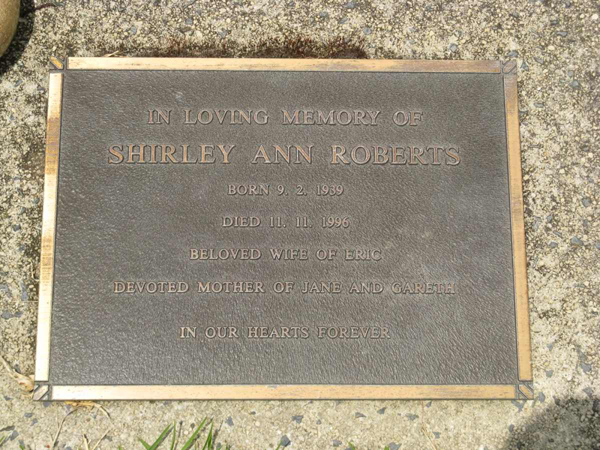 IN LOVING MEMORY OF
SHIRLEY ANN ROBERTS
BORN 9. 2. 1939
DIED 11. 11. 1996
BELOVED WIFE OF ERIC
DEVOTED MOTHER OF JANE AND GARETH
IN OUR HEARTS FOREVER